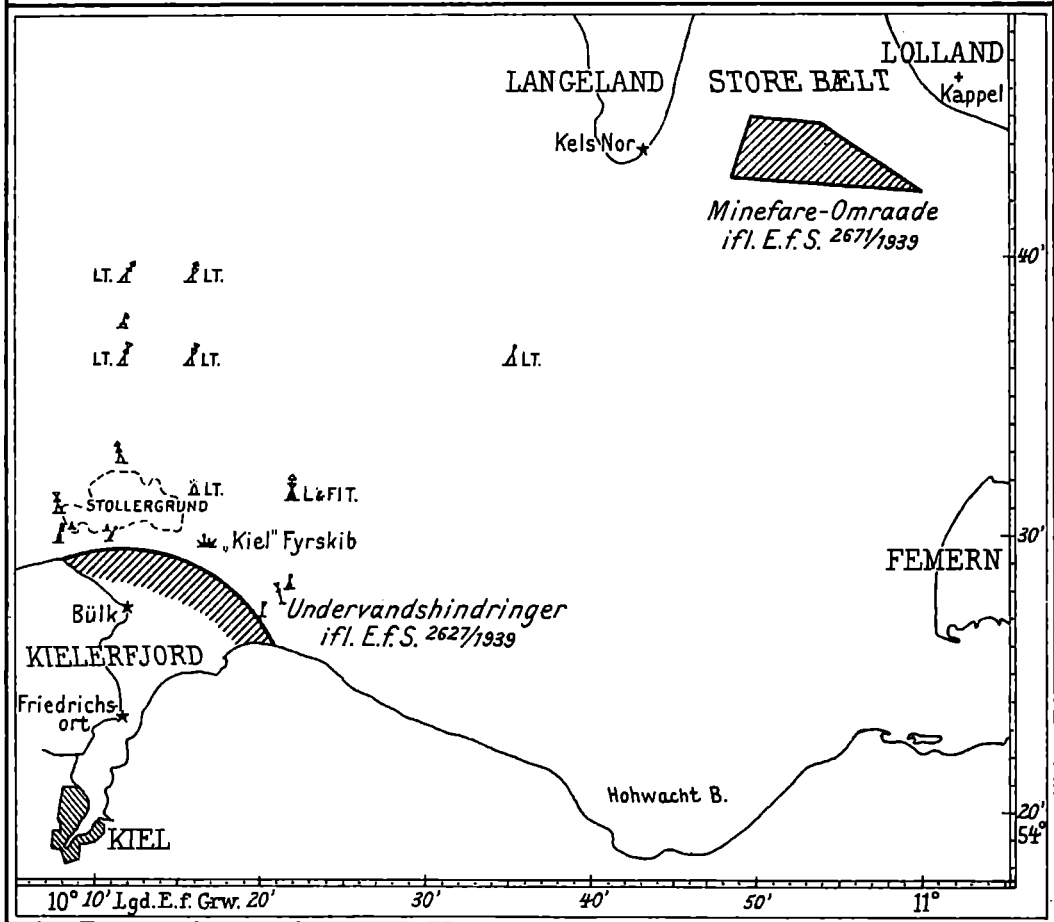 LANGELAND
STORE BÆLT
LOLLAND
Kappel
Kels Nor
Minefare-Omraade
ifl. E.f.S. 2671/1939
40'
LT.
LT.
LT.
LT.
LT.
LT.
STOLLERGRUND
L&FlT.
30'
„Kiel" Fyrskib
FEMERN
Undervandshindringer
ifl. E.f.S. 2627/1939
Bülk
KIELERFJORD
Friedrichs-
ort
Hohwacht B.
20'
54°
KIEL
10° 10' Lgd.E.f. Grw. 20' 40' 50' 11°